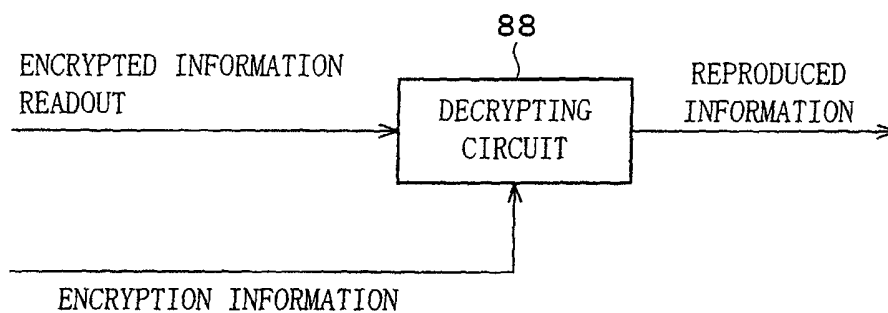 88
ENCRYPTED INFORMATION
READOUT
DECRYPTING
CIRCUIT
REPRODUCED
INFORMATION
ENCRYPTION INFORMATION